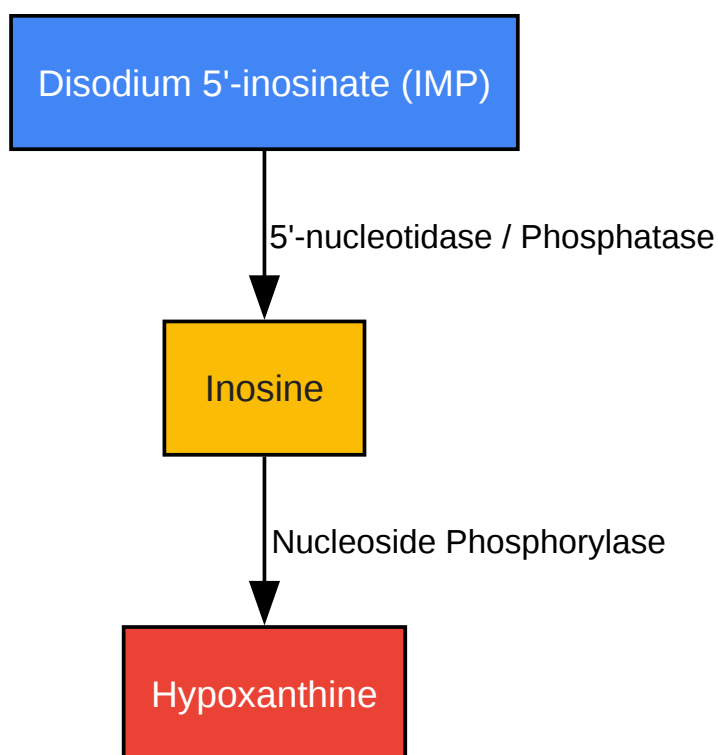 Disodium 5'-inosinate (IMP)
5'-nucleotidase / Phosphatase
Inosine
Nucleoside Phosphorylase
Hypoxanthine